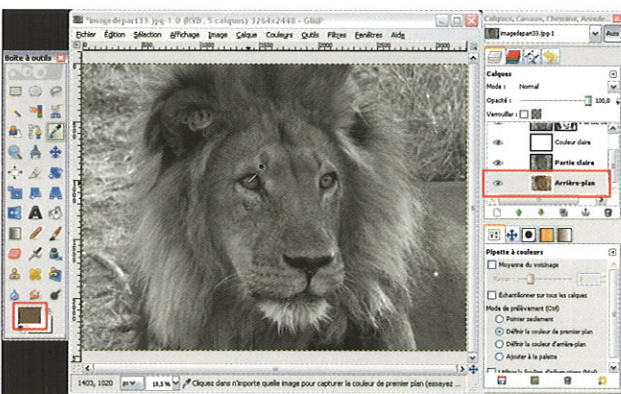 *imagedepart33.jpg-1.0 (RVB, 5 calques) 3264x2448 – GIMP
Fichier Édition Sélection Affichage Image Calque Couleurs Outils Filtres Fenêtres Aide
Boîte à outils
1403, 1020 px 18,5% Cliquez dans n'importe quelle image pour capturer la couleur de premier plan (essayez ...
Calques, Canaux, Chemins, Annule...
imagedepart33.jpg-1 Auto
Calques
Mode : Normal
Opacité : 100,0
Verrouiller :
Couleur claire
Partie claire
Arrière-plan
Pipette à couleurs
Moyenne du voisinage
Échantillonner sur tous les calques
Mode de prélèvement (Ctrl)
Pointer seulement
Définir la couleur de premier plan
Définir la couleur d'arrière-plan
Ajouter à la palette